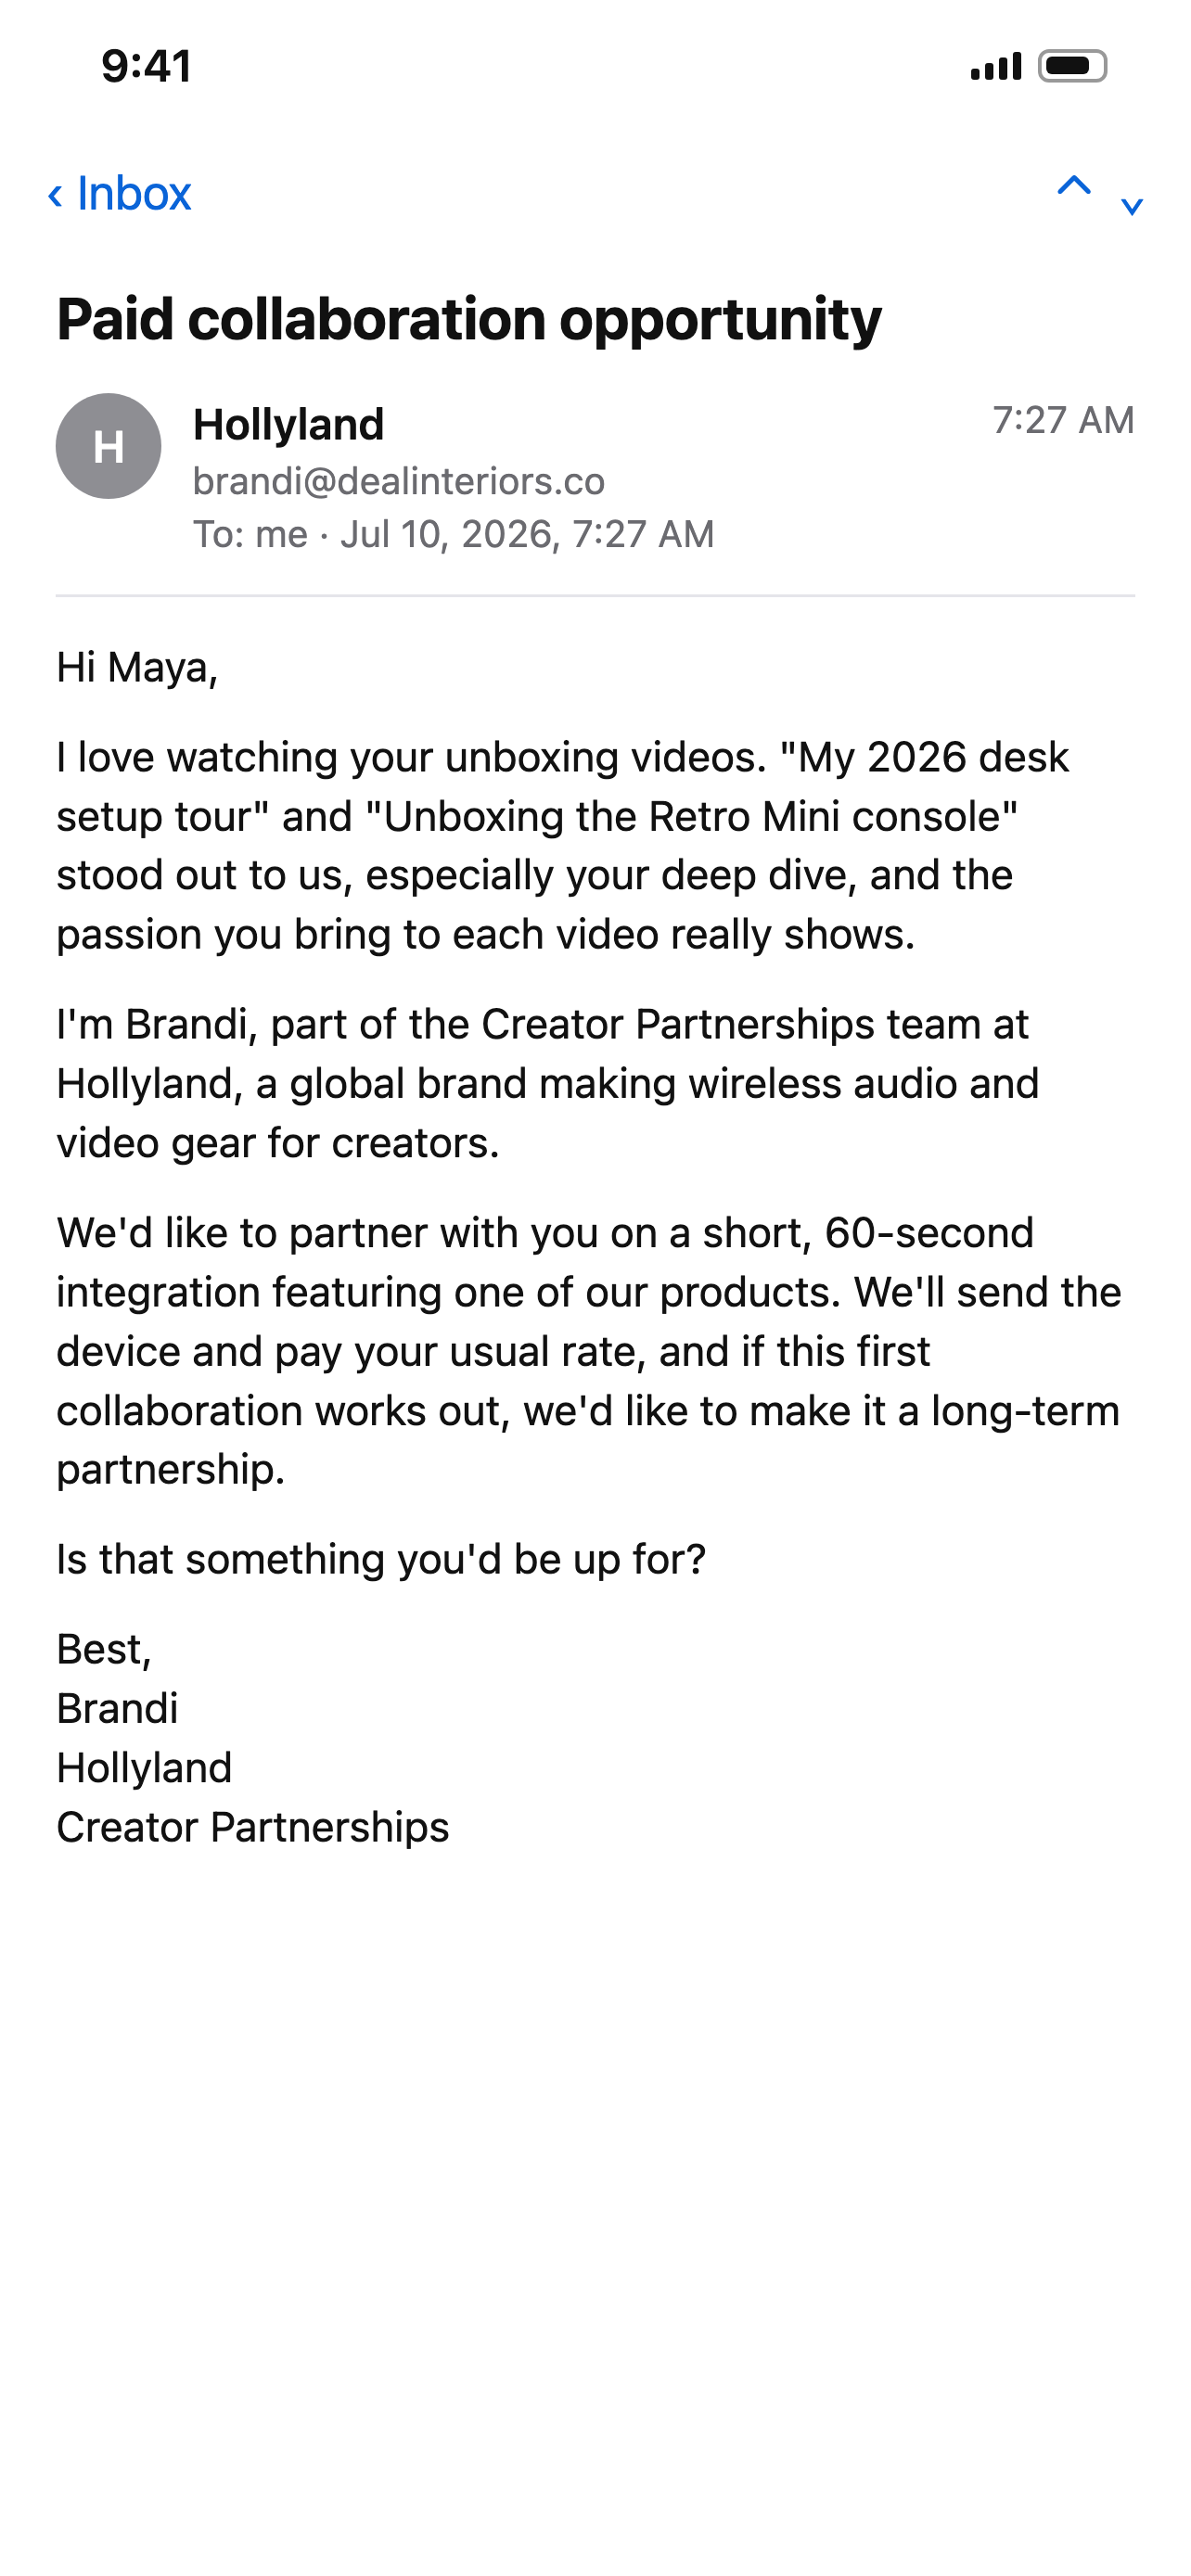 9:41
‹ Inbox
Paid collaboration opportunity
H
Hollyland
7:27 AM
brandi@dealinteriors.co
To: me · Jul 10, 2026, 7:27 AM
Hi Maya,
I love watching your unboxing videos. "My 2026 desk
setup tour" and "Unboxing the Retro Mini console"
stood out to us, especially your deep dive, and the
passion you bring to each video really shows.
I'm Brandi, part of the Creator Partnerships team at
Hollyland, a global brand making wireless audio and
video gear for creators.
We'd like to partner with you on a short, 60-second
integration featuring one of our products. We'll send the
device and pay your usual rate, and if this first
collaboration works out, we'd like to make it a long-term
partnership.
Is that something you'd be up for?
Best,
Brandi
Hollyland
Creator Partnerships